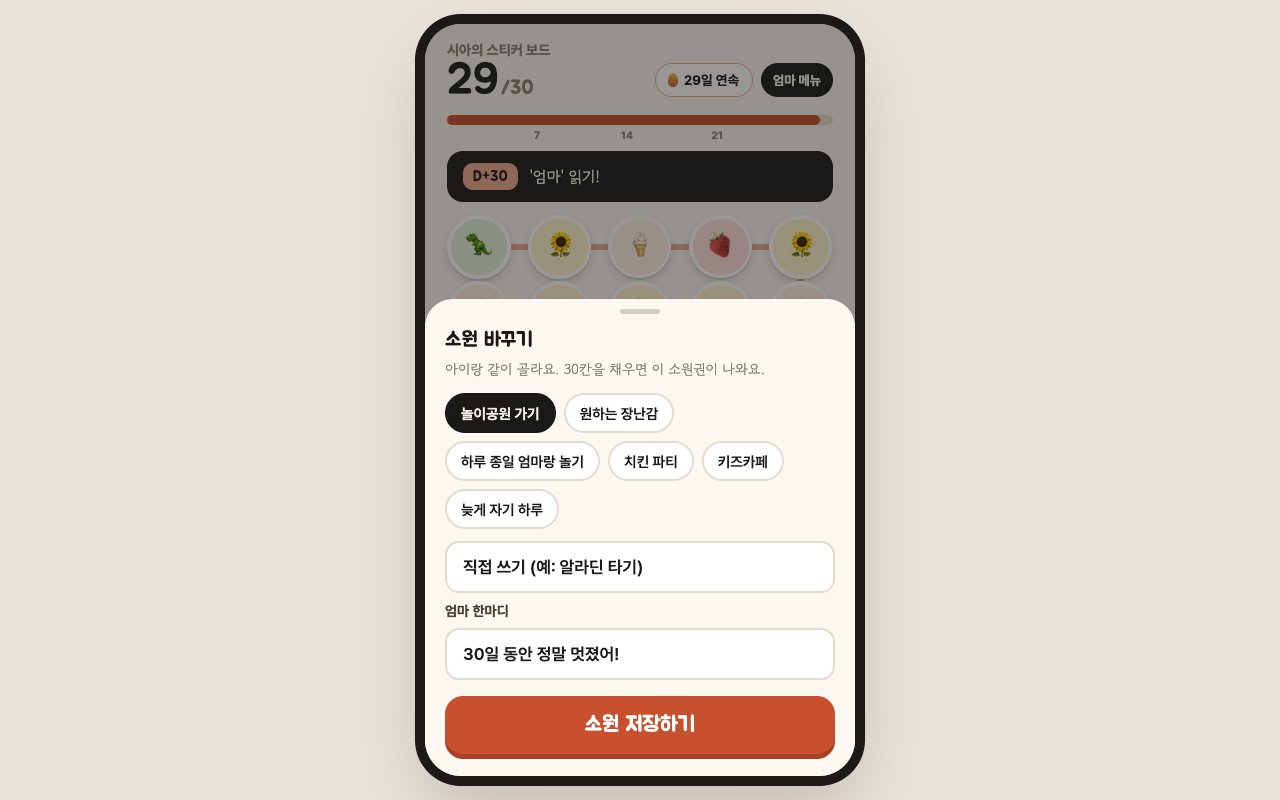 시아의 스티커 보드
29/30
29일 연속
엄마 메뉴
7 14 21
D+30 '엄마' 읽기!
소원 바꾸기
아이랑 같이 골라요. 30칸을 채우면 이 소원권이 나와요.
놀이공원 가기 원하는 장난감
하루 종일 엄마랑 놀기 치킨 파티 키즈카페
늦게 자기 하루
직접 쓰기 (예: 알라딘 타기)
엄마 한마디
30일 동안 정말 멋졌어!
소원 저장하기